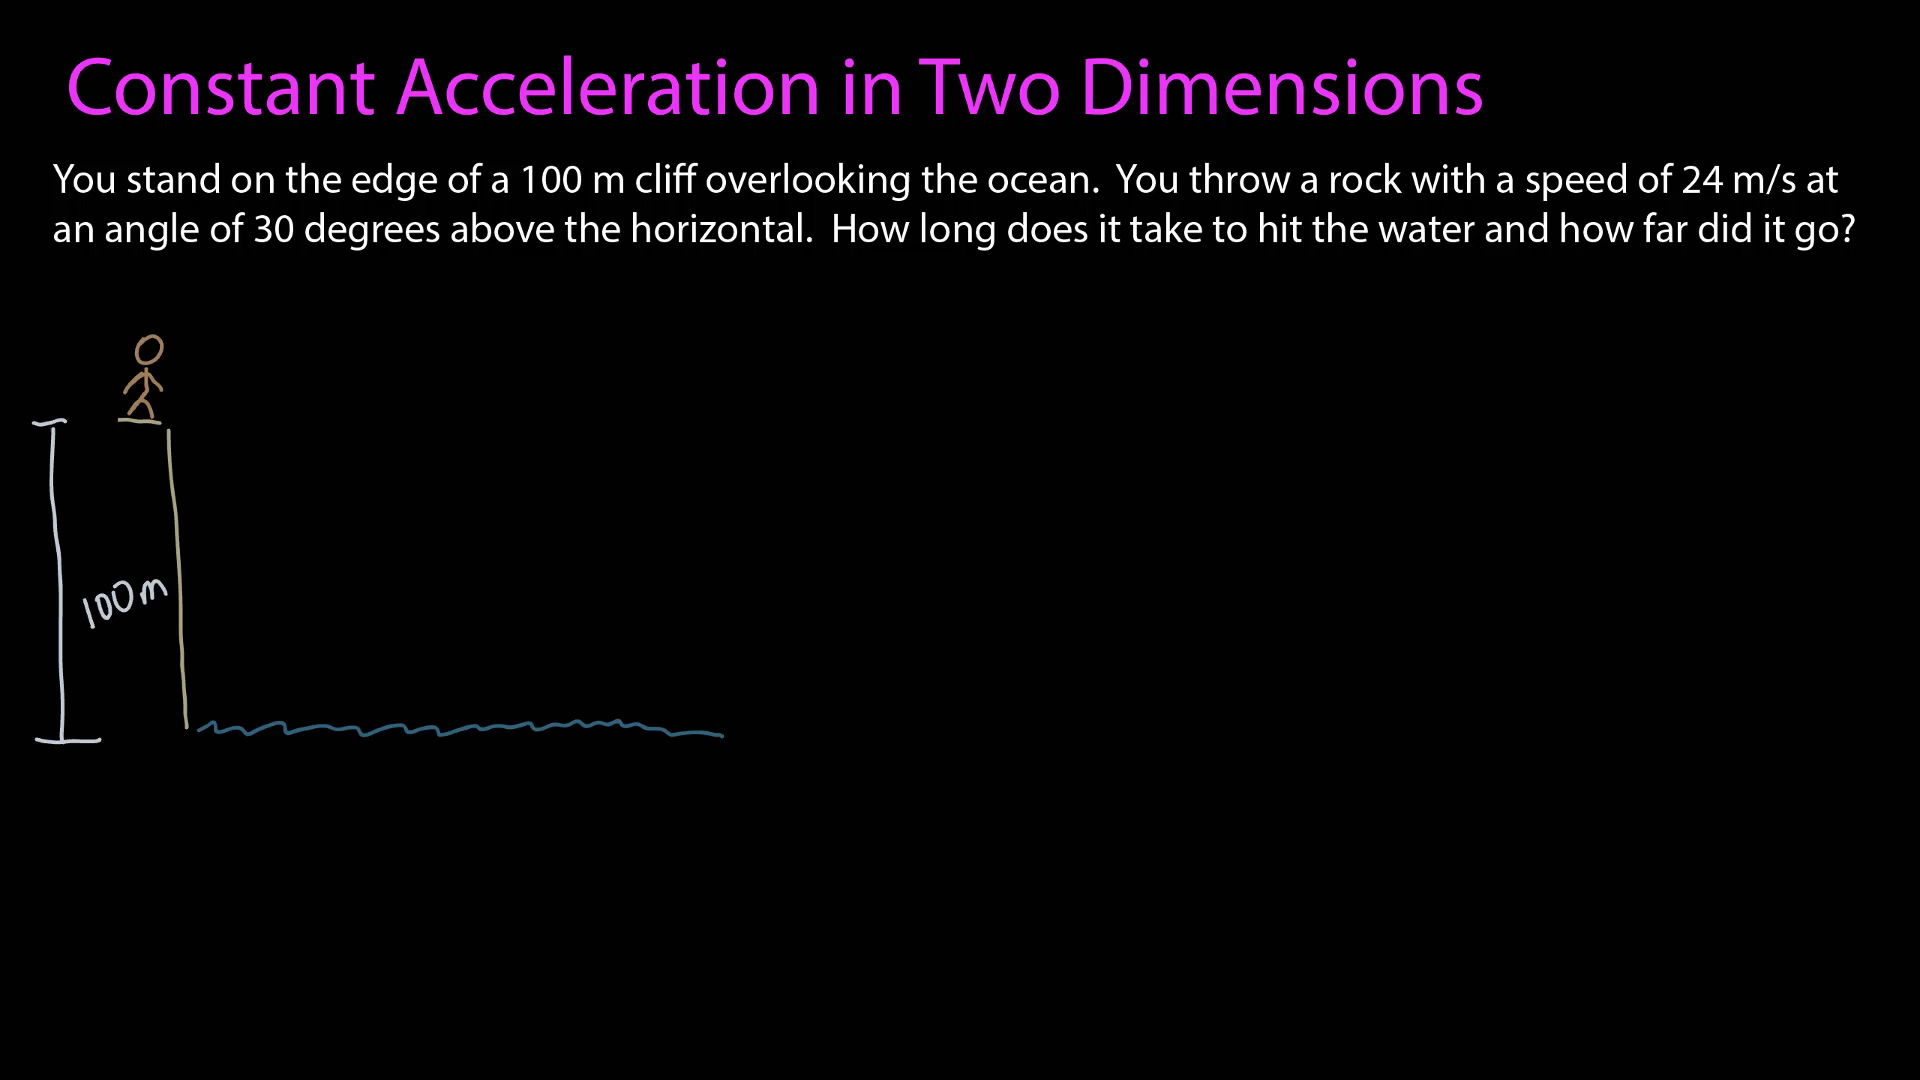 Constant Acceleration in Two Dimensions
You stand on the edge of a 100 m cliff overlooking the ocean.  You throw a rock with a speed of 24 m/s at
an angle of 30 degrees above the horizontal.  How long does it take to hit the water and how far did it go?
100m